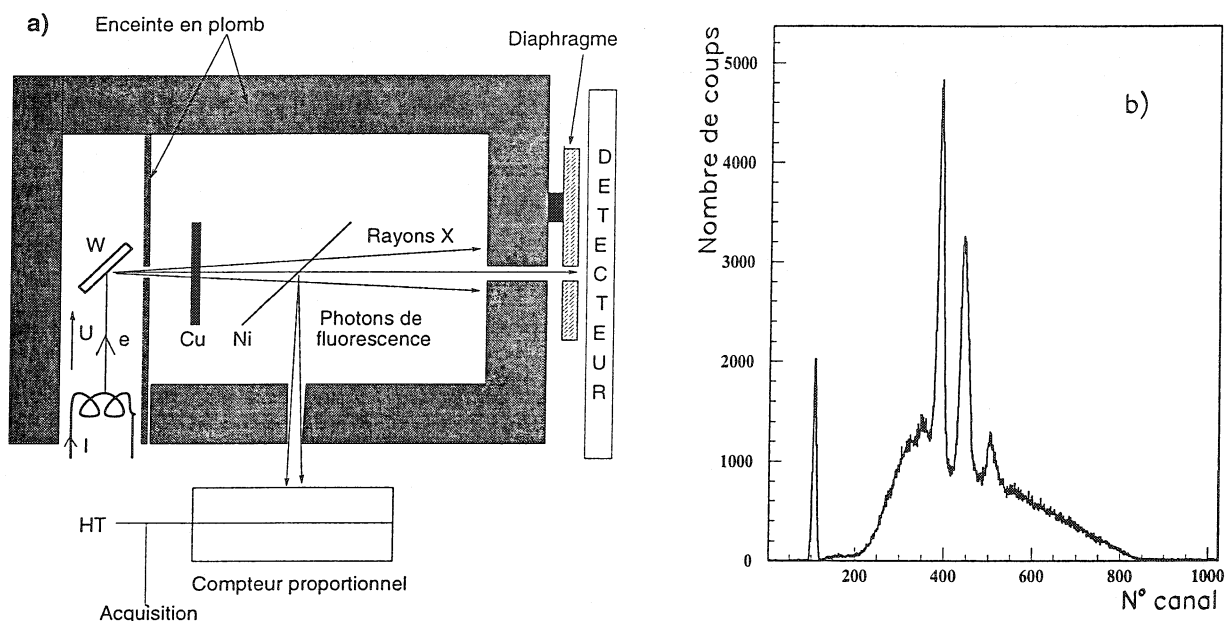 a)
Enceinte en plomb
Diaphragme
W
U
e
I
Cu
Ni
Rayons X
Photons de
fluorescence
DETECTEUR
HT
Compteur proportionnel
Acquisition
b)
Nombre de coups
5000
4000
3000
2000
1000
0
200
400
600
800
1000
N° canal